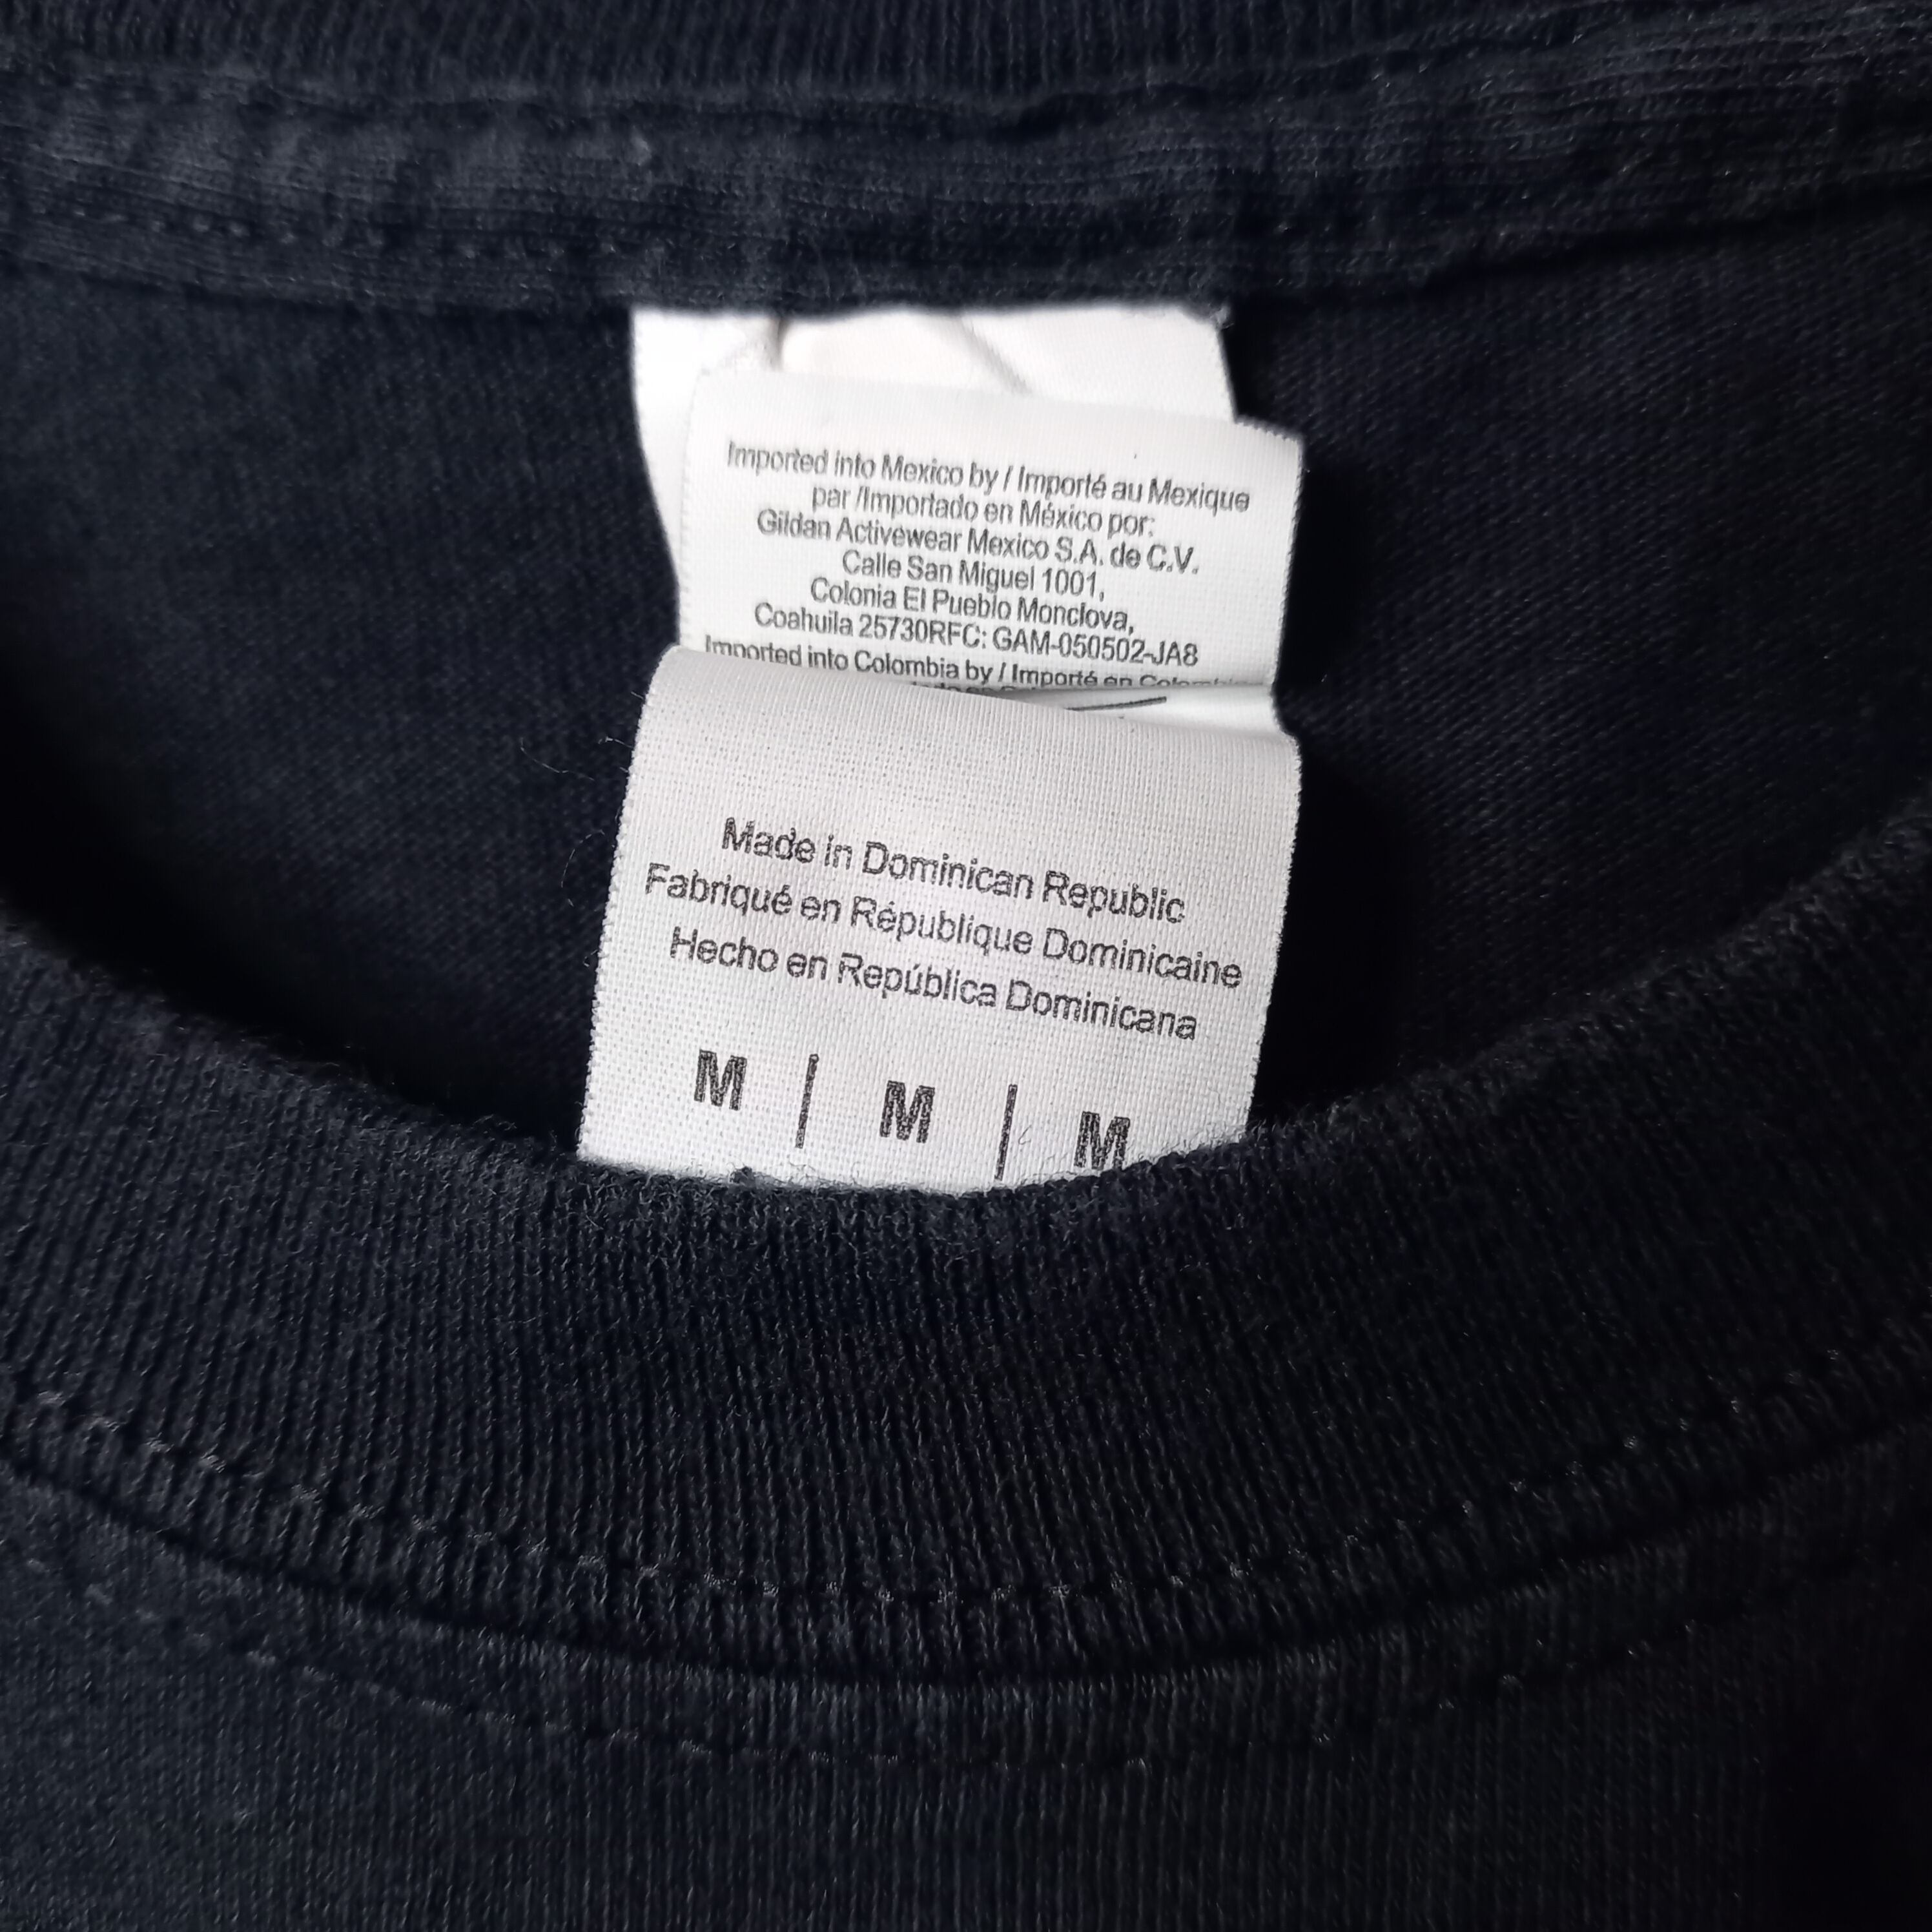 Imported into Mexico by / Importé au Mexique
par /Importado en México por:
Gildan Activewear Mexico S.A. de C.V.
Calle San Miguel 1001,
Colonia El Pueblo Monclova,
Coahuila 25730RFC: GAM-050502-JA8
Imported into Colombia by / Importé en
Made in Dominican Republic
Fabriqué en République Dominicaine
Hecho en República Dominicana
M | M | M